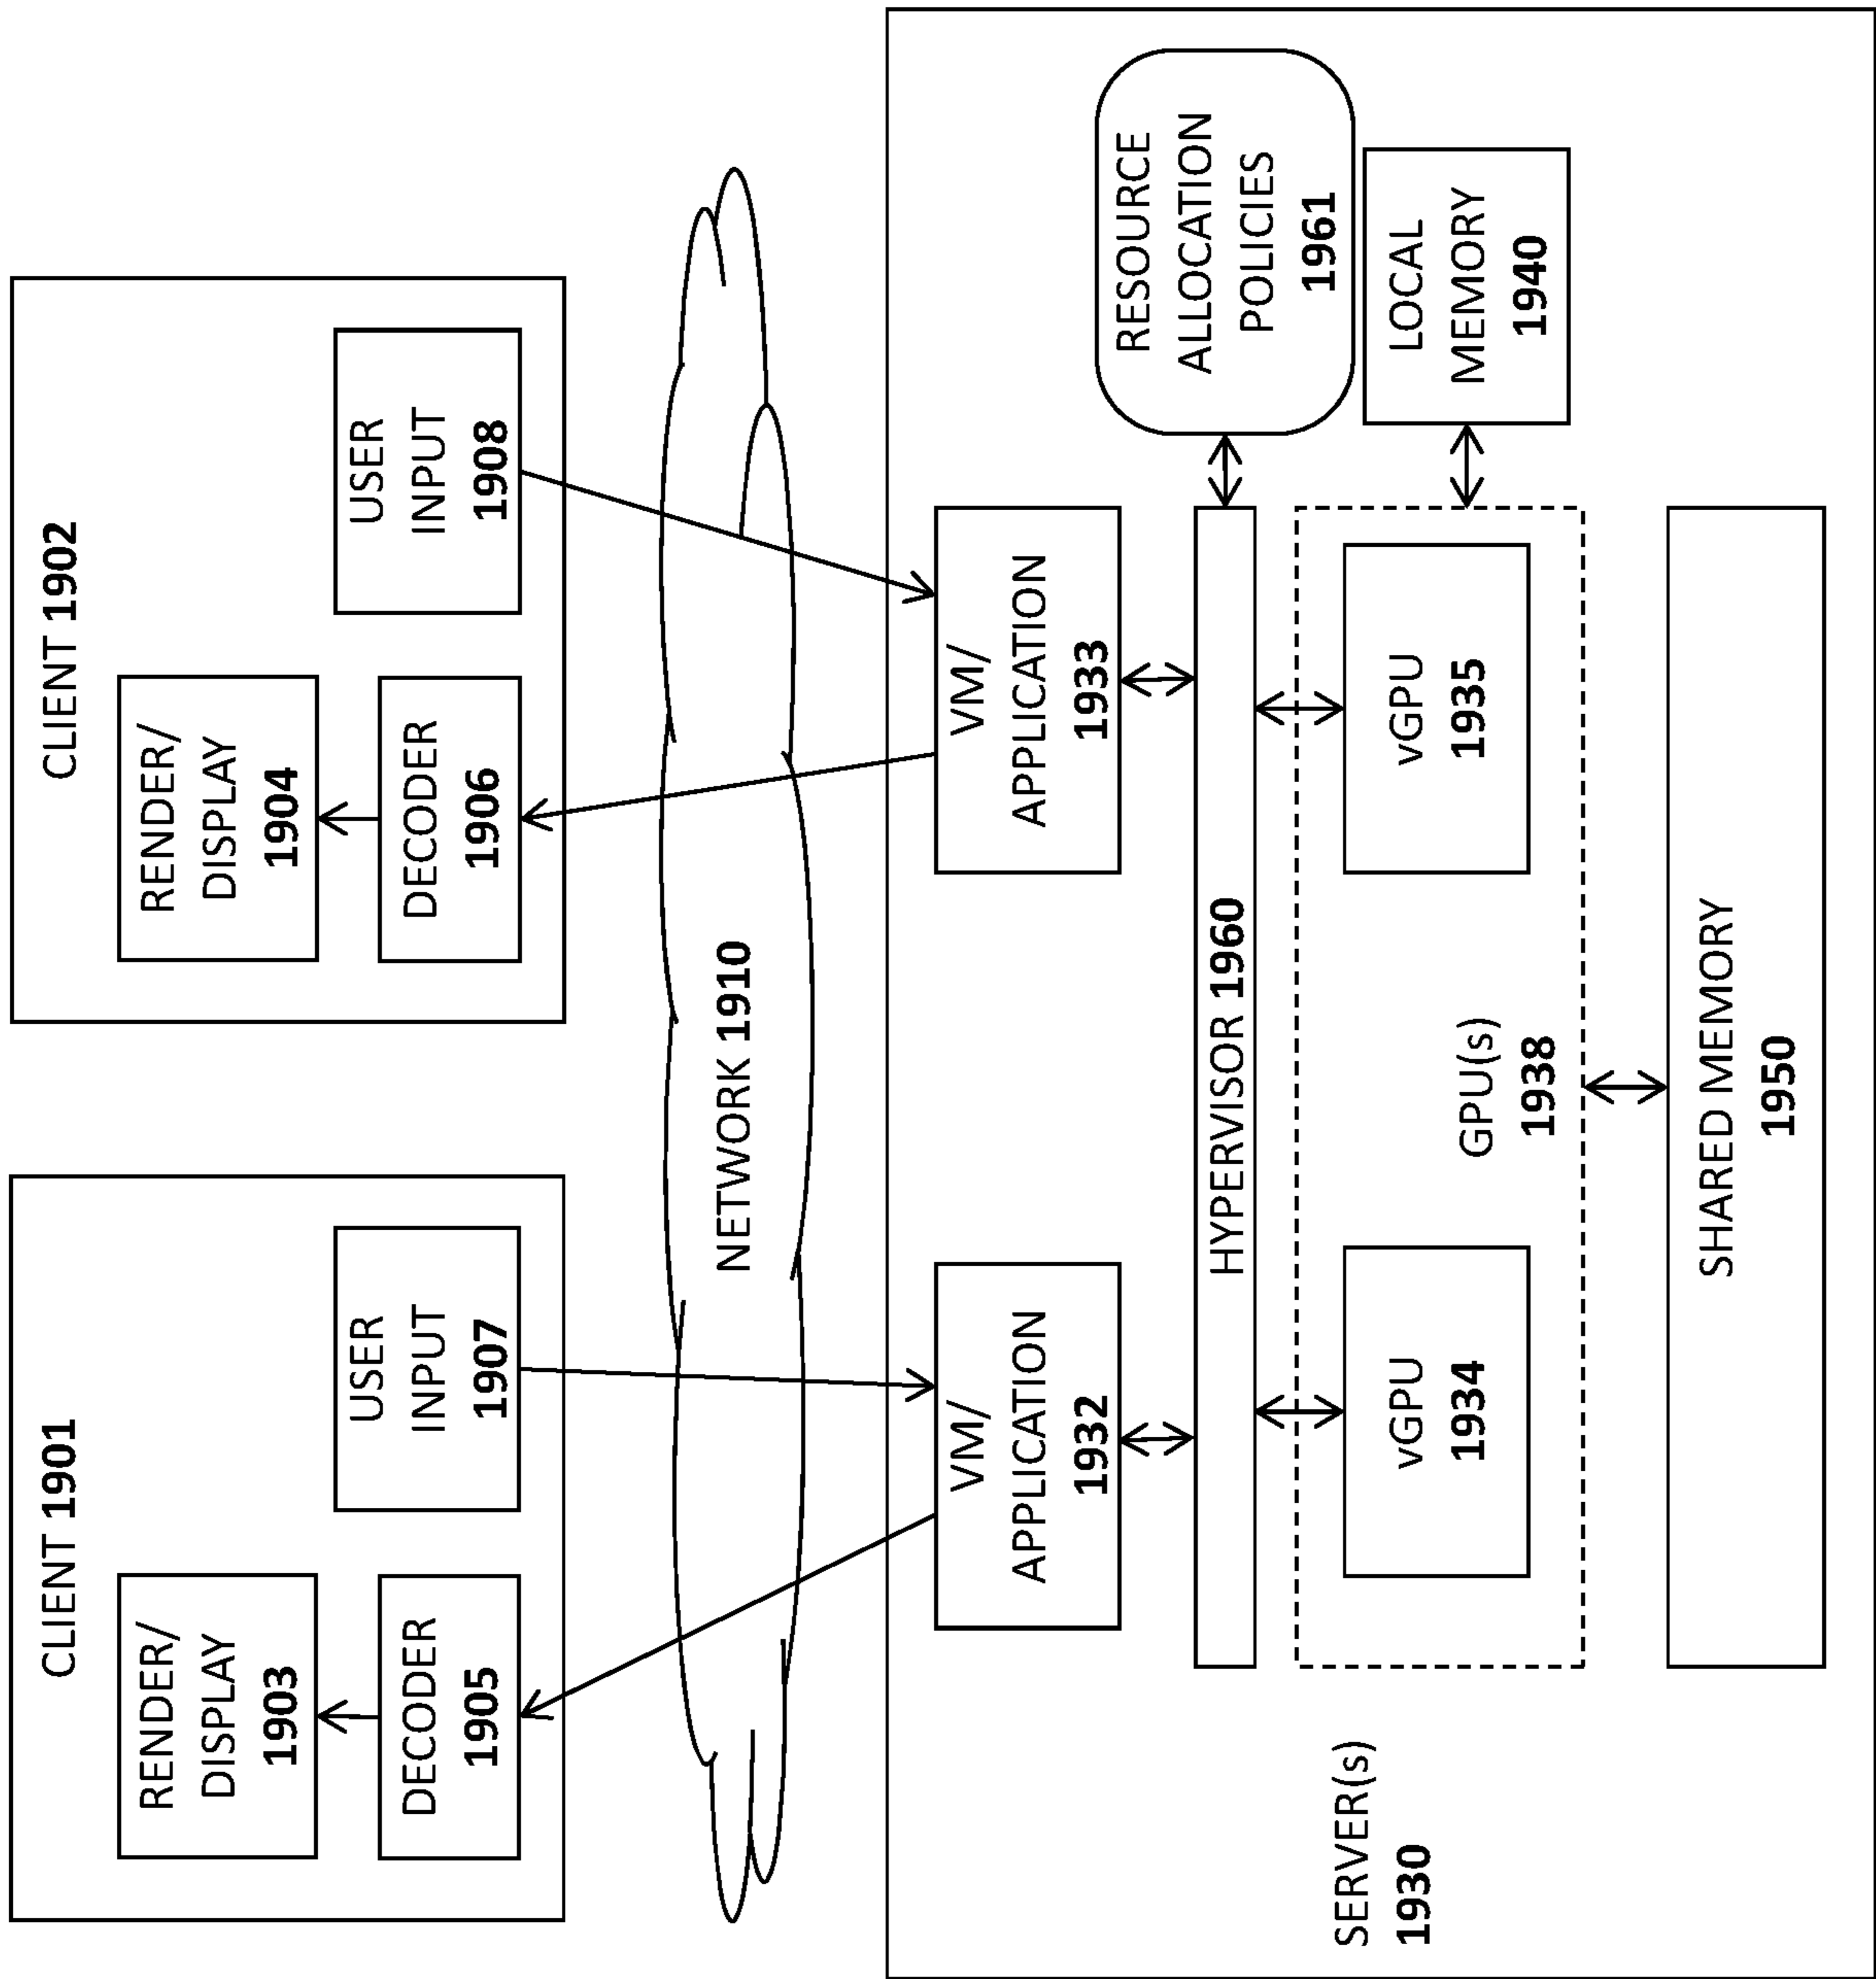 CLIENT 1901
RENDER/
DISPLAY
1903
DECODER
1905
USER
INPUT
1907
CLIENT 1902
RENDER/
DISPLAY
1904
DECODER
1906
USER
INPUT
1908
NETWORK 1910
SERVER(s)
1930
VM/
APPLICATION
1932
VM/
APPLICATION
1933
HYPERVISOR 1960
RESOURCE
ALLOCATION
POLICIES
1961
vGPU
1934
GPU(s)
1938
vGPU
1935
LOCAL
MEMORY
1940
SHARED MEMORY
1950